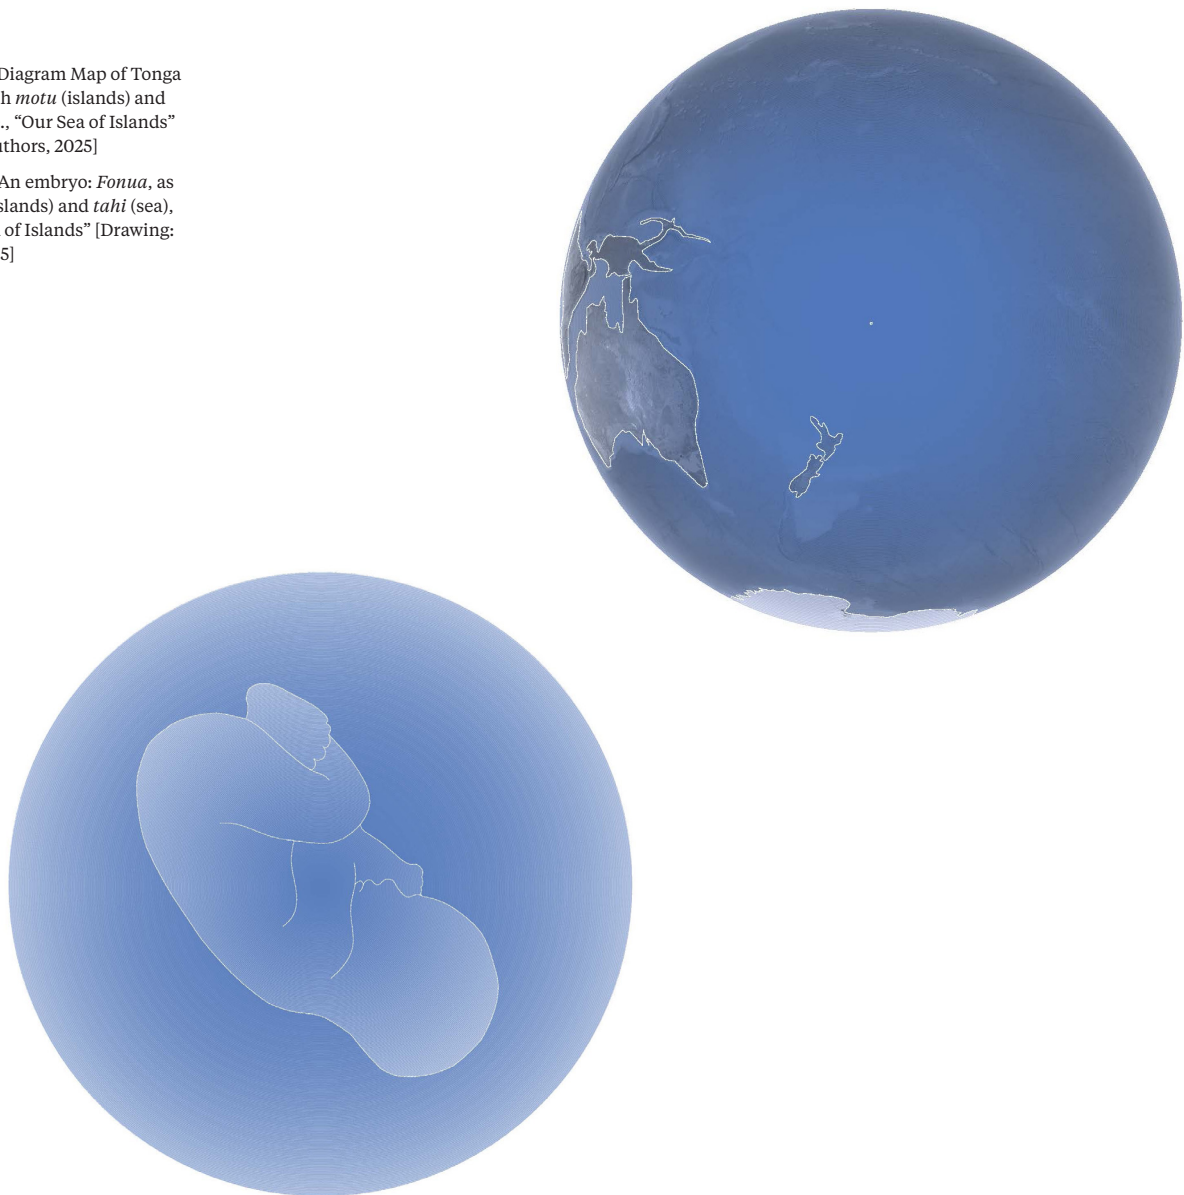 Diagram Map of Tonga
h motu (islands) and
., “Our Sea of Islands”
uthors, 2025]
An embryo: Fonua, as
slands) and tahi (sea),
of Islands” [Drawing:
5]